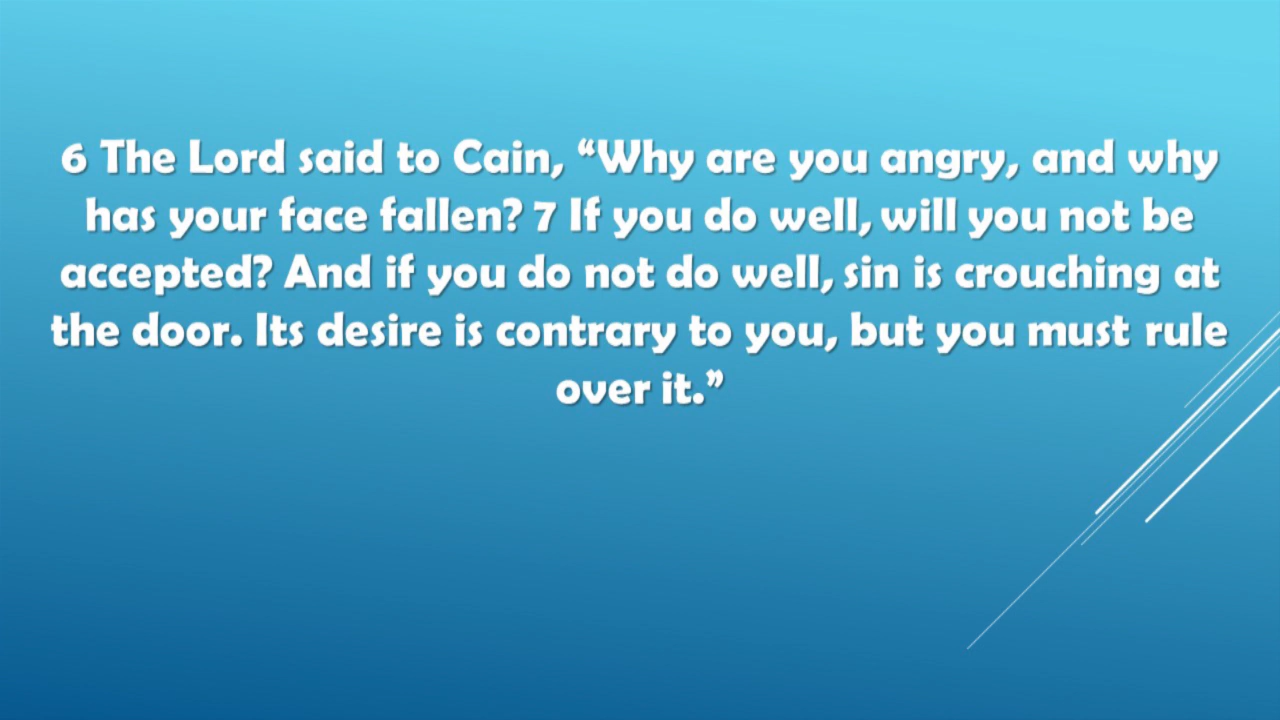 6 The Lord said to Cain, “Why are you angry, and why
has your face fallen? 7 If you do well, will you not be
accepted? And if you do not do well, sin is crouching at
the door. Its desire is contrary to you, but you must rule
over it.”